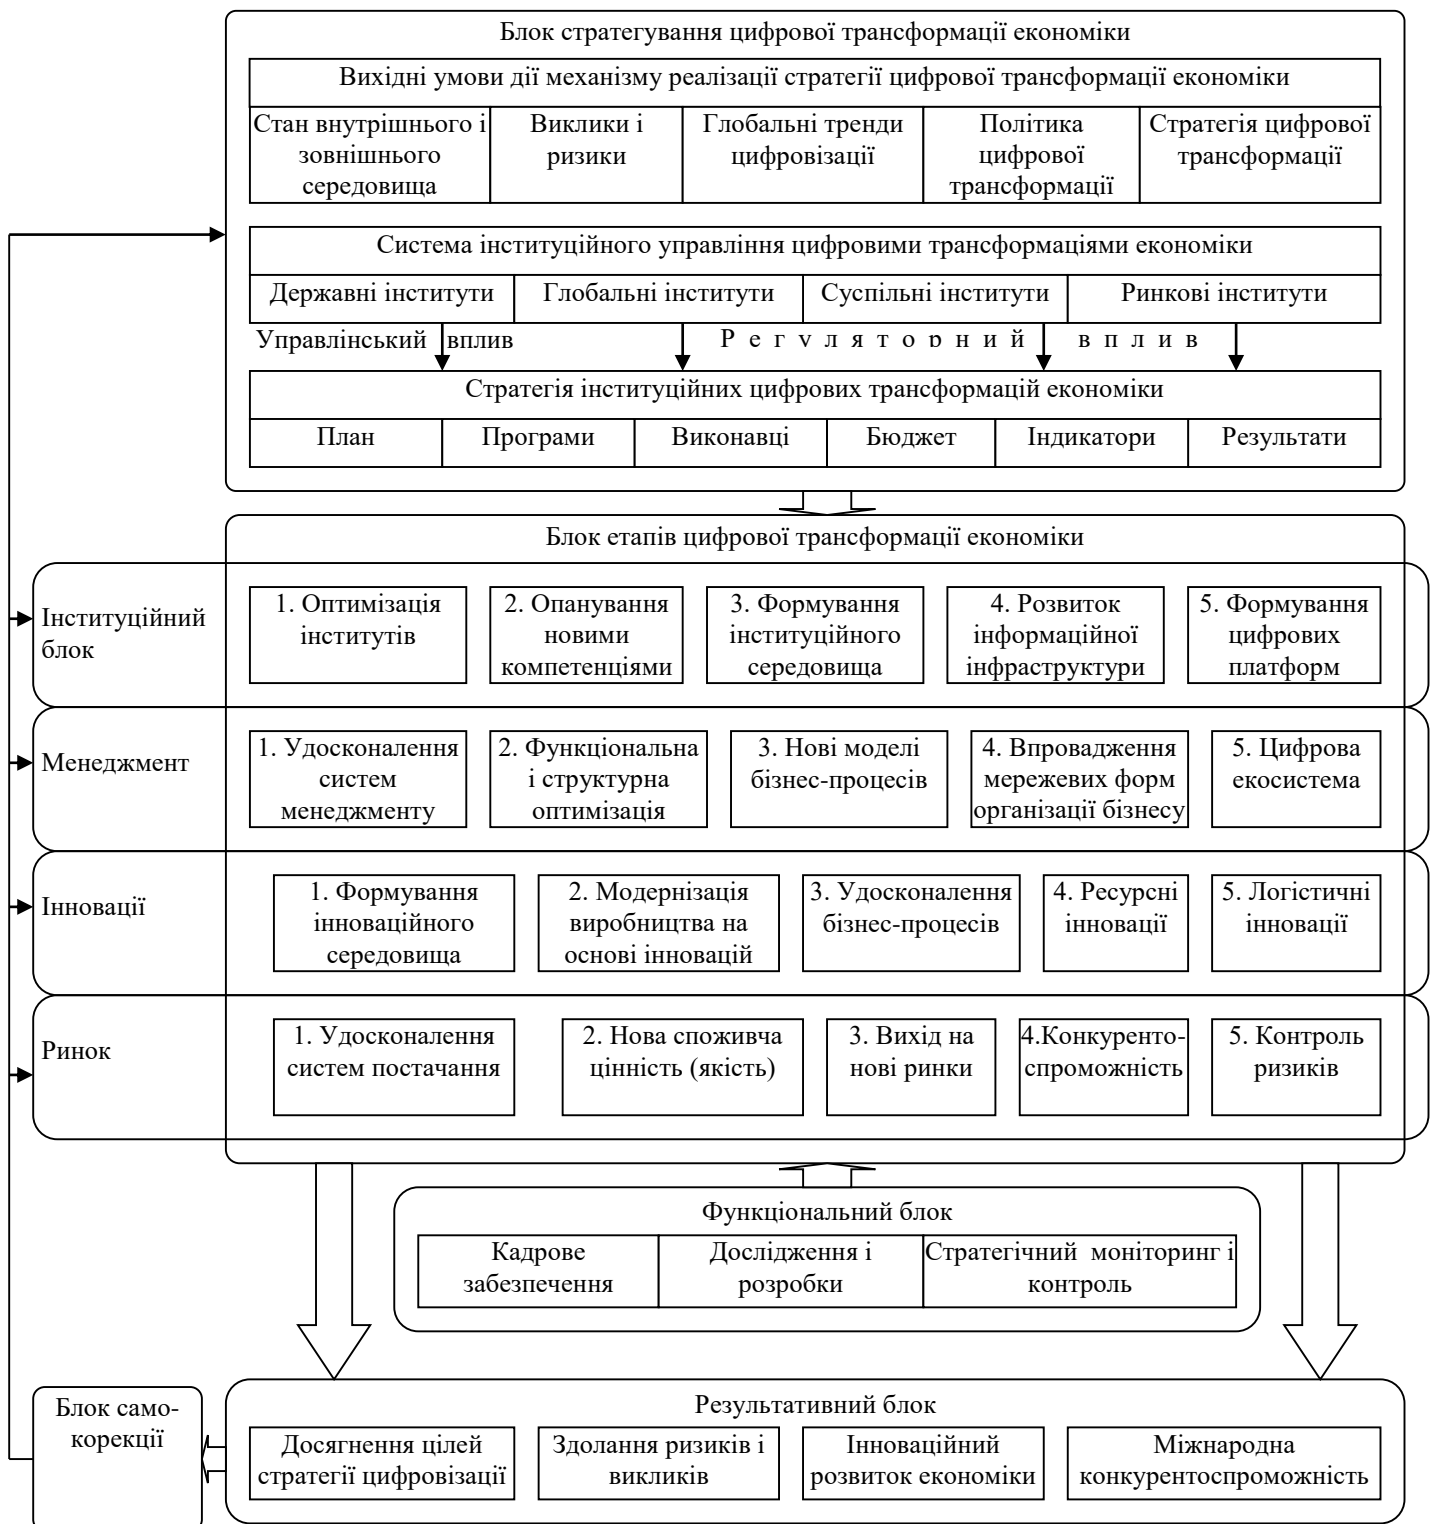 Блок стратегування цифрової трансформації економіки
Вихідні умови дії механізму реалізації стратегії цифрової трансформації економіки
Стан внутрішнього і
зовнішнього
середовища
Виклики і
ризики
Глобальні тренди
цифровізації
Політика
цифрової
трансформації
Стратегія цифрової
трансформації
Система інституційного управління цифровими трансформаціями економіки
Державні інститути
Глобальні інститути
Суспільні інститути
Ринкові інститути
Управлінський вплив
Р е г у л я т о р н и й в п л и в
Стратегія інституційних цифрових трансформацій економіки
План
Програми
Виконавці
Бюджет
Індикатори
Результати
Блок етапів цифрової трансформації економіки
Інституційний
блок
1. Оптимізація
інститутів
2. Опанування
новими
компетенціями
3. Формування
інституційного
середовища
4. Розвиток
інформаційної
інфраструктури
5. Формування
цифрових
платформ
Менеджмент
1. Удосконалення
систем
менеджменту
2. Функціональна
і структурна
оптимізація
3. Нові моделі
бізнес-процесів
4. Впровадження
мережевих форм
організації бізнесу
5. Цифрова
екосистема
Інновації
1. Формування
інноваційного
середовища
2. Модернізація
виробництва на
основі інновацій
3. Удосконалення
бізнес-процесів
4. Ресурсні
інновації
5. Логістичні
інновації
Ринок
1. Удосконалення
систем постачання
2. Нова споживча
цінність (якість)
3. Вихід на
нові ринки
4.Конкуренто-
спроможність
5. Контроль
ризиків
Функціональний блок
Кадрове
забезпечення
Дослідження і
розробки
Стратегічний моніторинг і
контроль
Блок само-
корекції
Результативний блок
Досягнення цілей
стратегії цифровізації
Здолання ризиків і
викликів
Інноваційний
розвиток економіки
Міжнародна
конкурентоспроможність